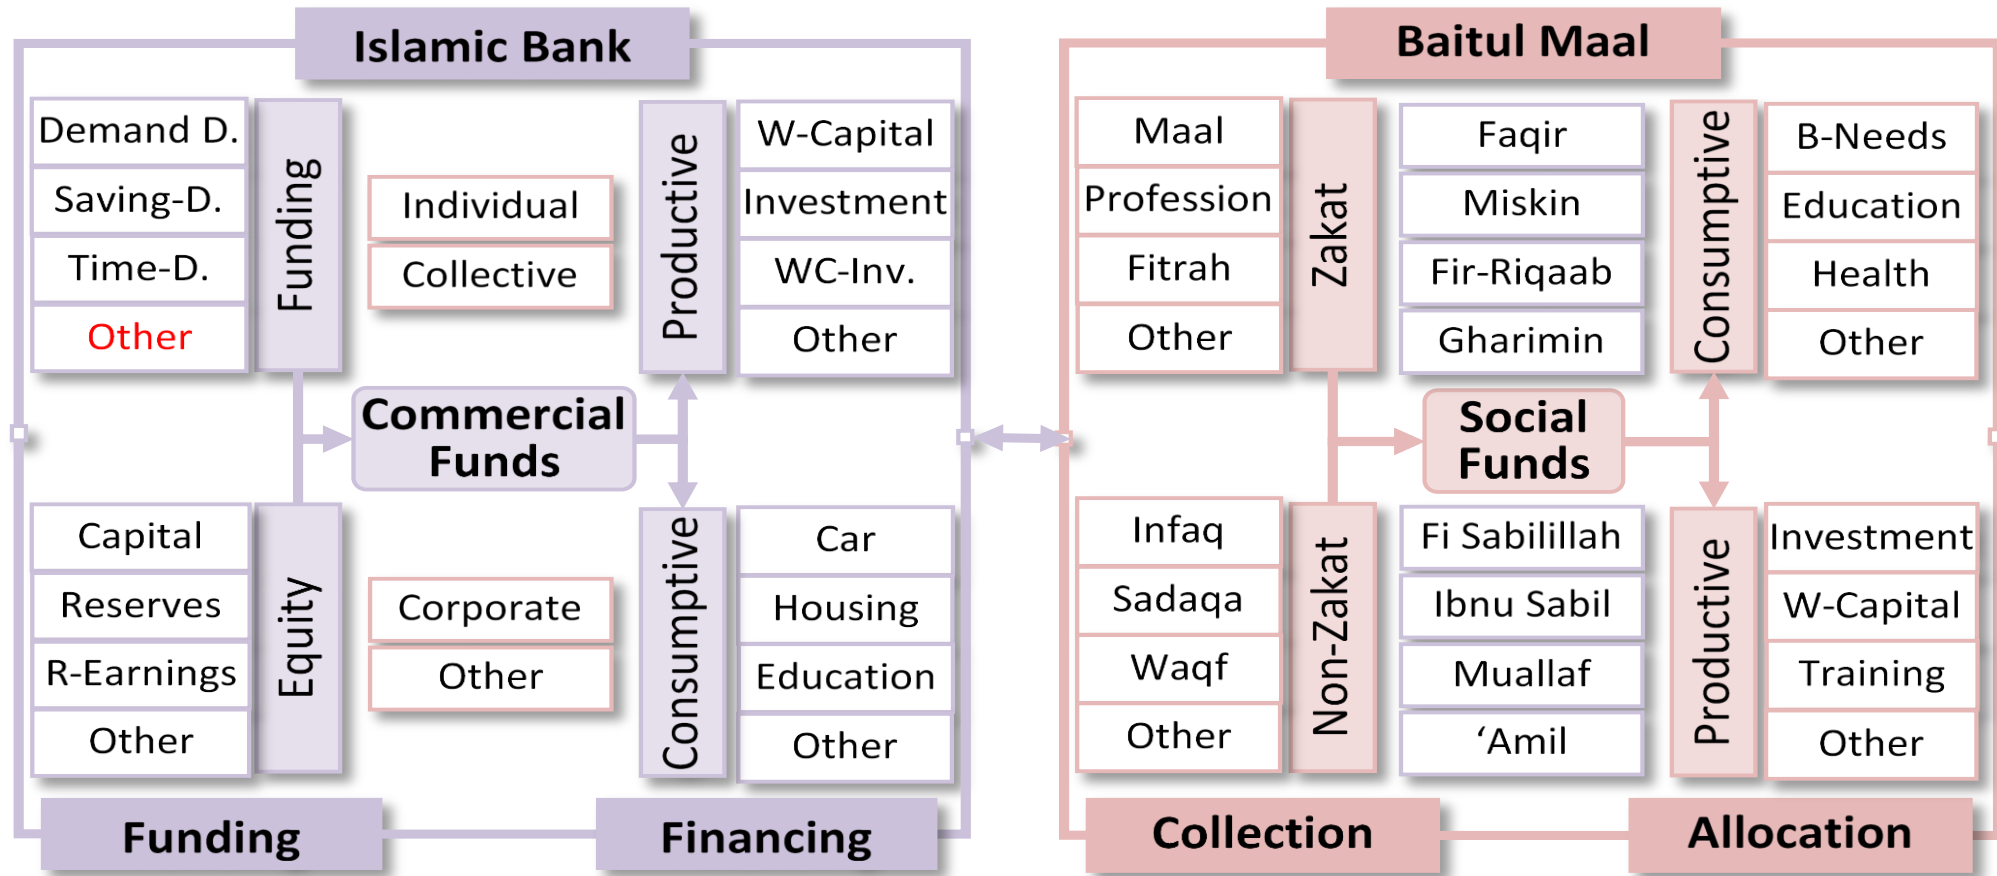 Islamic Bank
Demand D.
Saving-D.
Time-D.
Other
Funding
Individual
Collective
Productive
W-Capital
Investment
WC-Inv.
Other
Commercial
Funds
Capital
Reserves
R-Earnings
Other
Equity
Corporate
Other
Consumptive
Car
Housing
Education
Other
Funding
Financing
Baitul Maal
Maal
Profession
Fitrah
Other
Zakat
Faqir
Miskin
Fir-Riqaab
Gharimin
Consumptive
B-Needs
Education
Health
Other
Social
Funds
Infaq
Sadaqa
Waqf
Other
Non-Zakat
Fi Sabilillah
Ibnu Sabil
Muallaf
‘Amil
Productive
Investment
W-Capital
Training
Other
Collection
Allocation